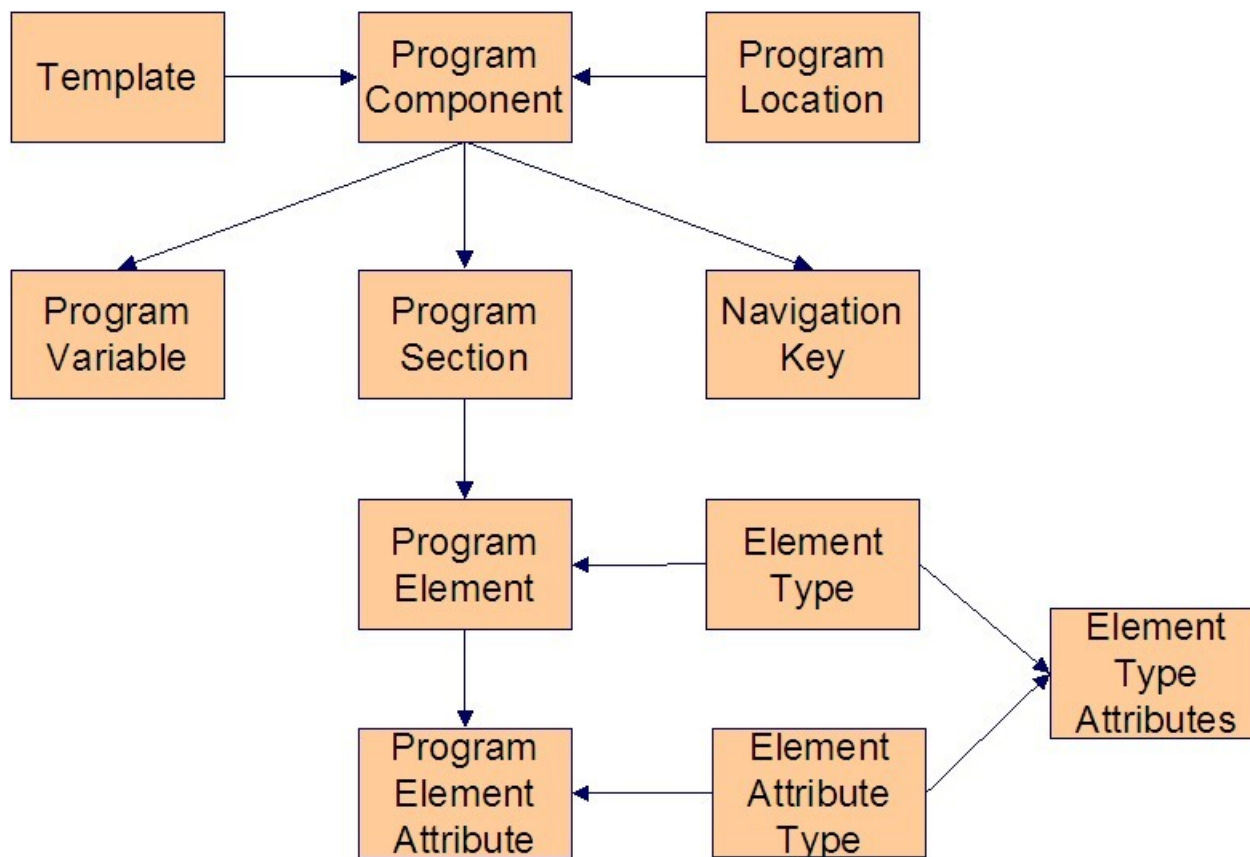 Template
Program
Component
Program
Location
Program
Variable
Program
Section
Navigation
Key
Program
Element
Element
Type
Element
Type
Attributes
Program
Element
Attribute
Element
Attribute
Type